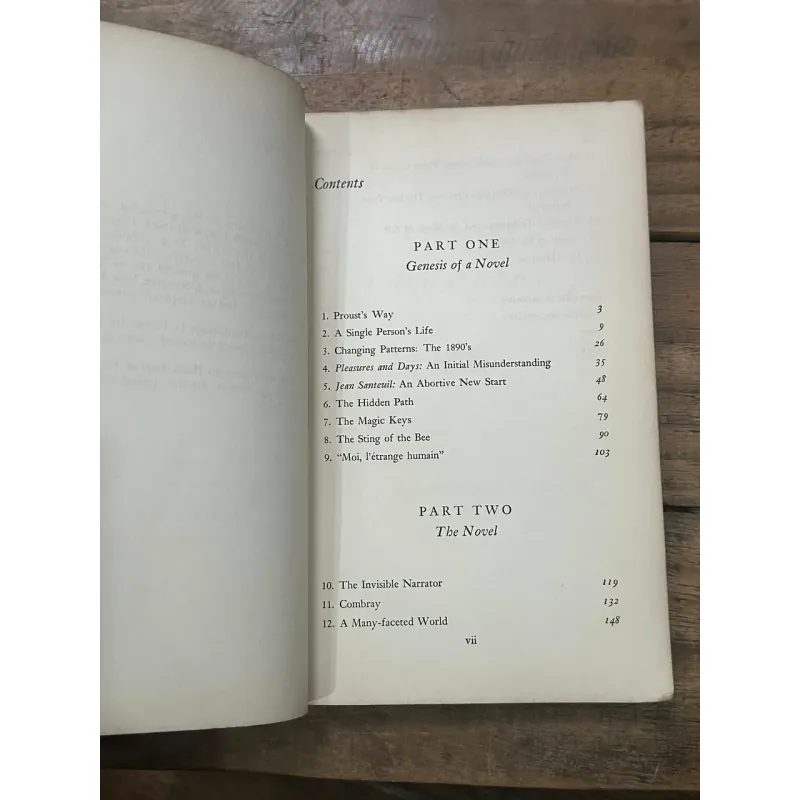 Contents
PART ONE
Genesis of a Novel
1. Proust's Way 3
2. A Single Person's Life 9
3. Changing Patterns: The 1890's 26
4. Pleasures and Days: An Initial Misunderstanding 35
5. Jean Santeuil: An Abortive New Start 48
6. The Hidden Path 64
7. The Magic Keys 79
8. The Sting of the Bee 90
9. "Moi, l'étrange humain" 103
PART TWO
The Novel
10. The Invisible Narrator 119
11. Combray 132
12. A Many-faceted World 148
vii